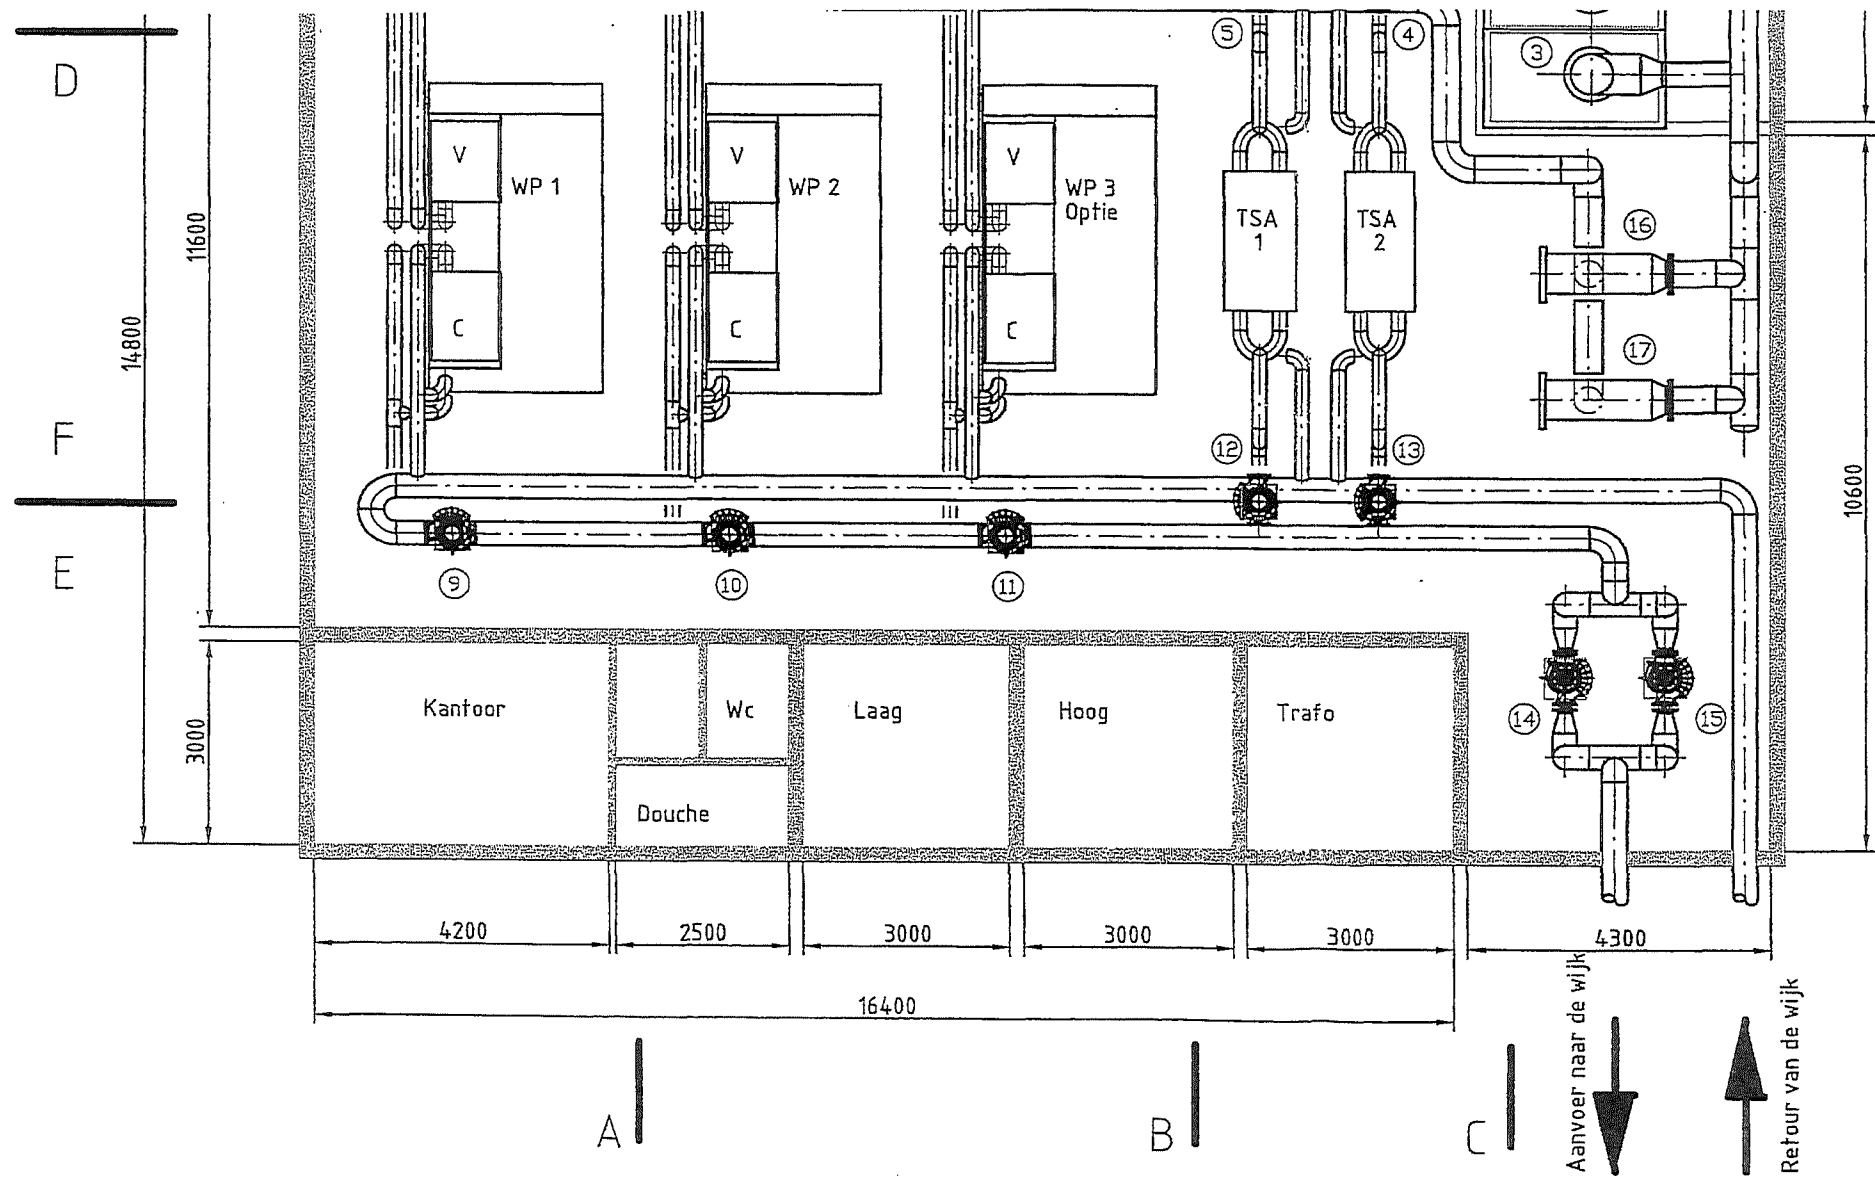 D
5
4
3
V
V
V
WP 1
WP 2
WP 3
Optie
16
11600
TSA
1
TSA
2
14800
C
C
C
17
F
12
13
10600
E
9
10
11
3000
Kantoor
Wc
Laag
Hoog
Trafo
14
15
Douche
4200
2500
3000
3000
3000
4300
16400
Aanvoer naar de wijk
Retour van de wijk
A
B
C